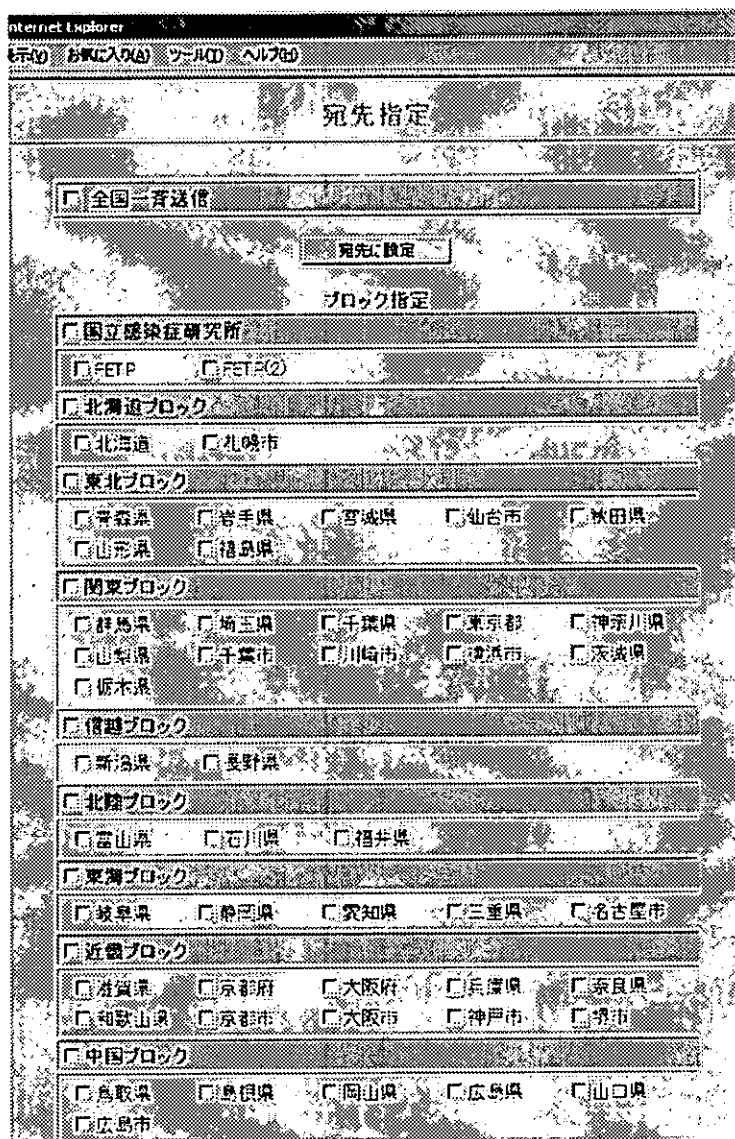 nternet Explorer
表示(V) お気に入り(A) ツール(T) ヘルプ(H)
宛先指定
全国一斉送信
宛先に設定
ブロック指定
国立感染症研究所
FETP FETP(2)
北海道ブロック
北海道 札幌市
東北ブロック
青森県 岩手県 宮城県 仙台市 秋田県
山形県 福島県
関東ブロック
群馬県 埼玉県 千葉県 東京都 神奈川県
山梨県 千葉市 川崎市 横浜市 茨城県
栃木県
信越ブロック
新潟県 長野県
北陸ブロック
富山県 石川県 福井県
東海ブロック
岐阜県 静岡県 愛知県 三重県 名古屋市
近畿ブロック
滋賀県 京都府 大阪府 兵庫県 奈良県
和歌山県 京都市 大阪市 神戸市 堺市
中国ブロック
鳥取県 島根県 岡山県 広島県 山口県
広島市